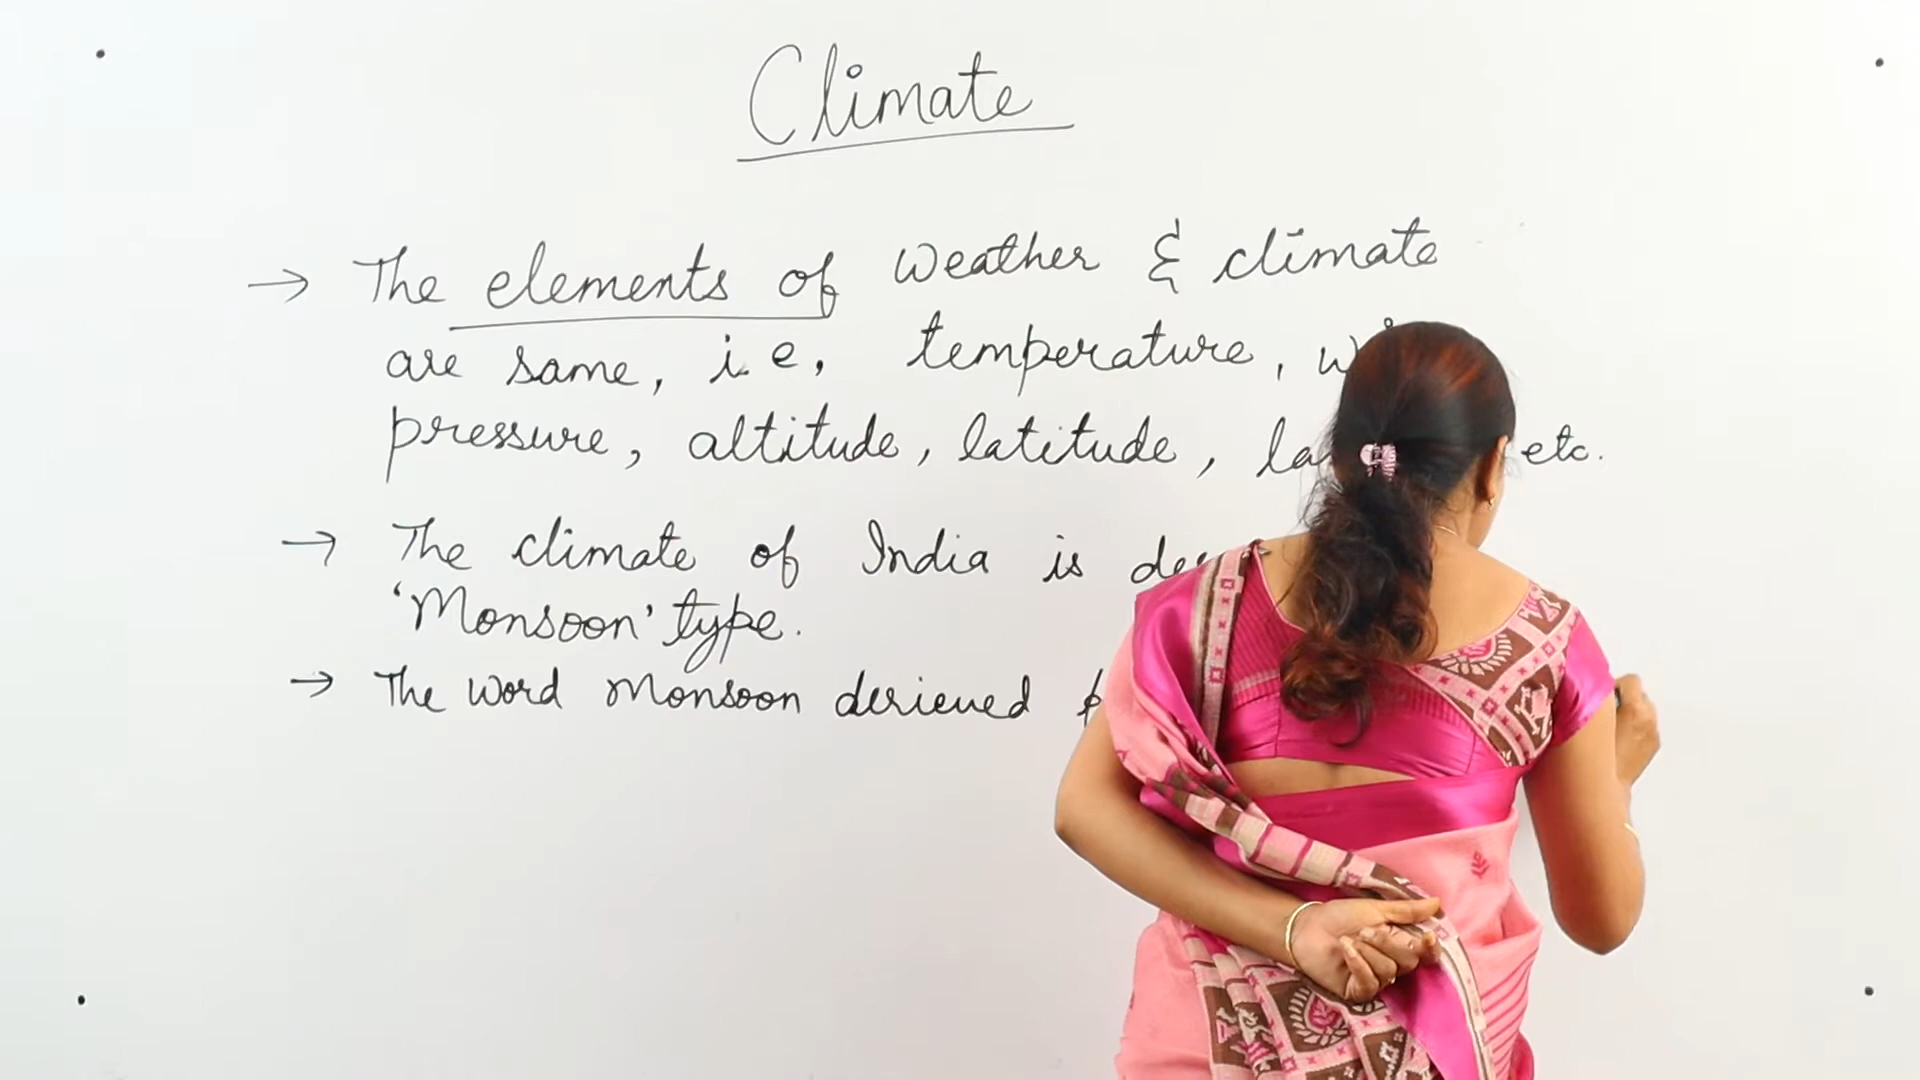 Climate
→ The elements of weather & climate
are same, i.e, temperature,
pressure, altitude, latitude, etc.
→ The climate of India is
'Monsoon' type.
→ The word monsoon derieved